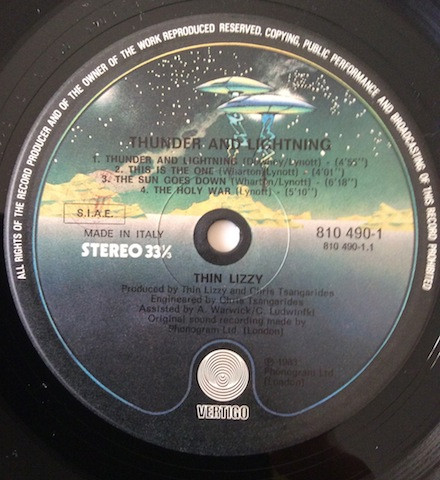 ALL RIGHTS OF THE RECORD PRODUCER AND OF THE OWNER OF THE WORK REPRODUCED RESERVED. COPYING, PUBLIC PERFORMANCE AND BROADCASTING OF THIS RECORD PROHIBITED
THUNDER AND LIGHTNING
1. THUNDER AND LIGHTNING (Downey/Lynott) - (4'55")
2. THIS IS THE ONE (Wharton/Lynott) - (4'01")
3. THE SUN GOES DOWN (Wharton/Lynott) - (6'18")
4. THE HOLY WAR (Lynott) - (5'10")
S.I.A.E.
MADE IN ITALY
STEREO 33⅓
810 490-1
810 490-1.1
THIN LIZZY
Produced by Thin Lizzy and Chris Tsangarides
Engineered by Chris Tsangarides
Assisted by A. Warwick/C. Ludwinfki
Original sound recording made by
Phonogram Ltd. (London)
℗ 1983
Phonogram Ltd
(London)
VERTIGO